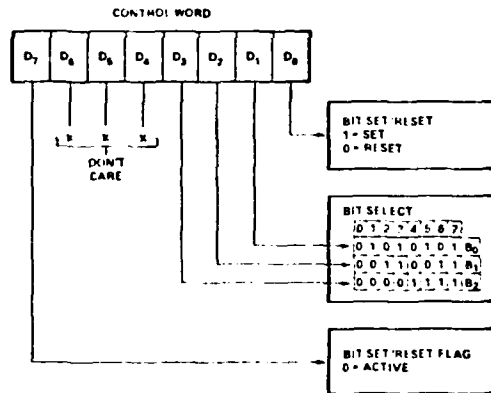 CONTROL WORD
D7 D6 D5 D4 D3 D2 D1 D0
X X X
DON'T
CARE
BIT SET/RESET
1 = SET
0 = RESET
BIT SELECT
0 1 2 3 4 5 6 7
0 1 0 1 0 1 0 1 B0
0 0 1 1 0 0 1 1 B1
0 0 0 0 1 1 1 1 B2
BIT SET/RESET FLAG
0 = ACTIVE